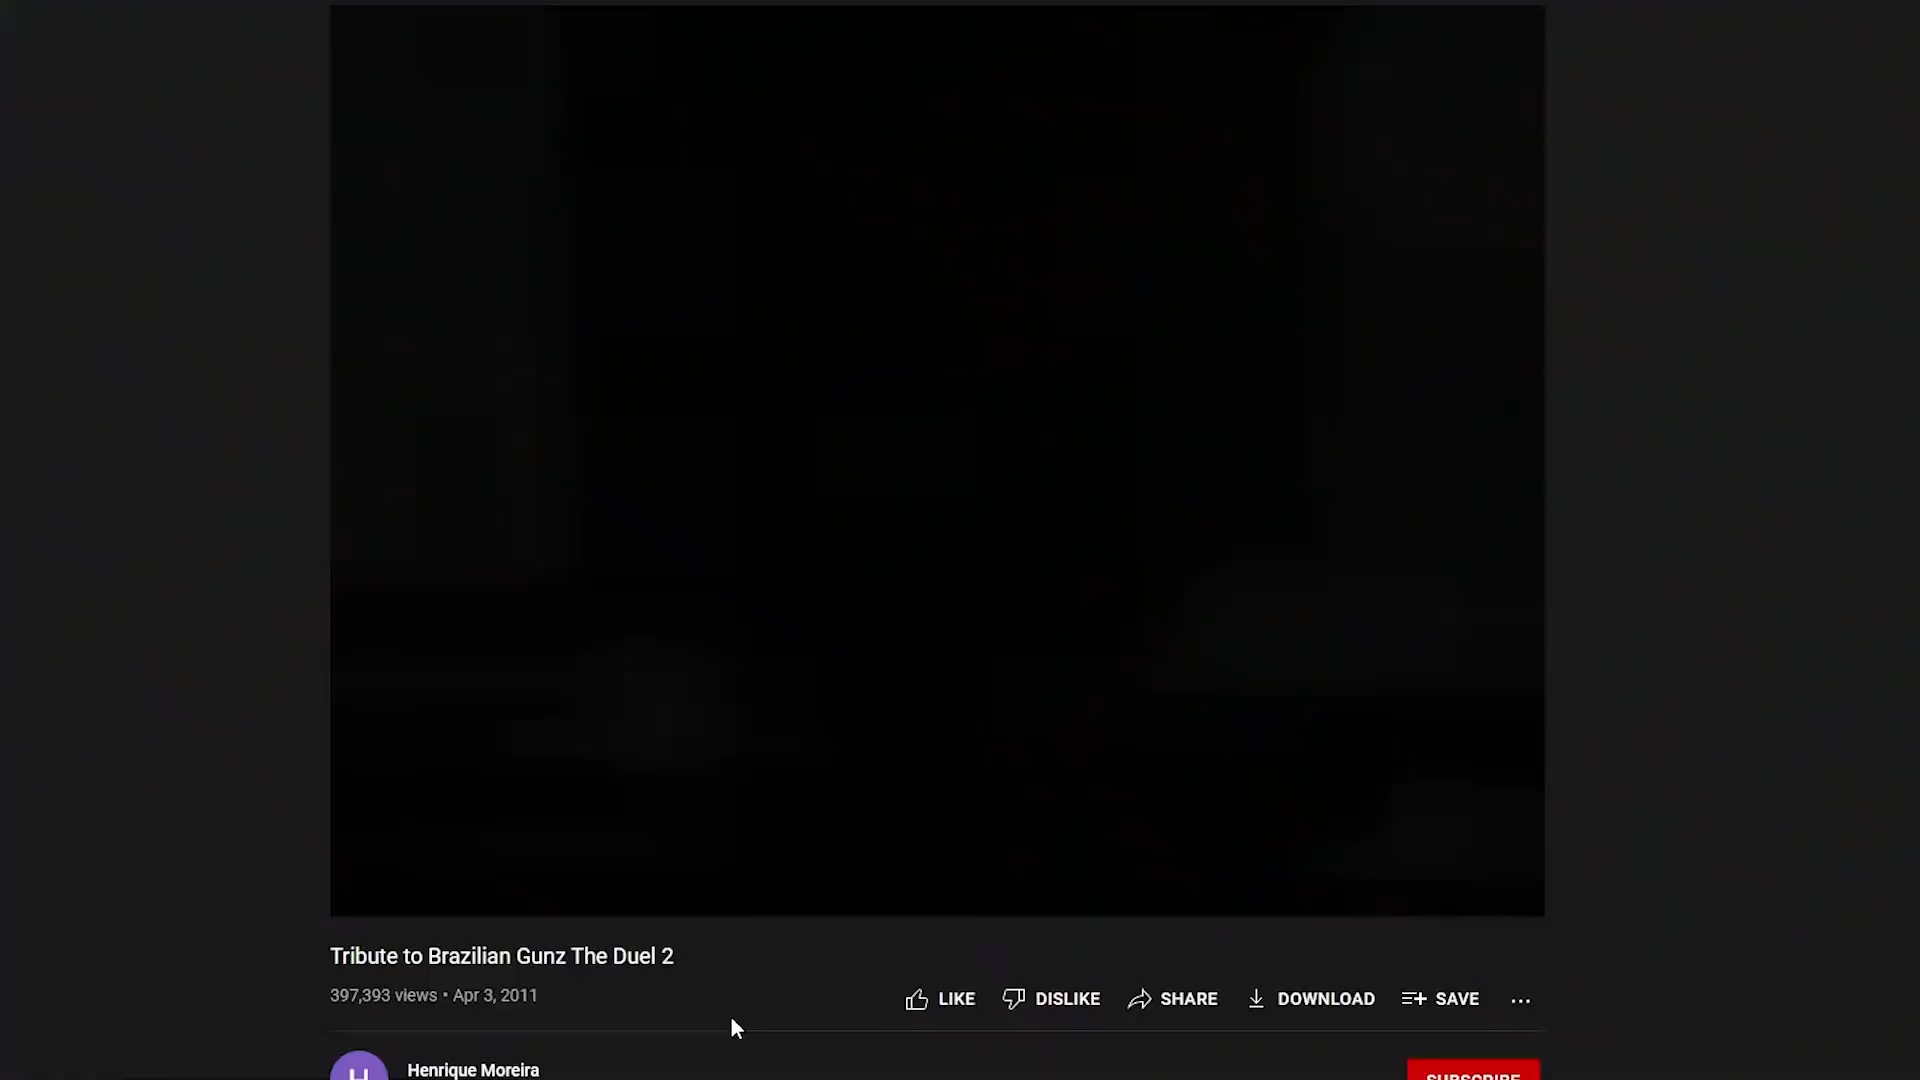 Tribute to Brazilian Gunz The Duel 2
397,393 views • Apr 3, 2011
LIKE DISLIKE SHARE DOWNLOAD SAVE ...
H Henrique Moreira
SUBSCRIBE